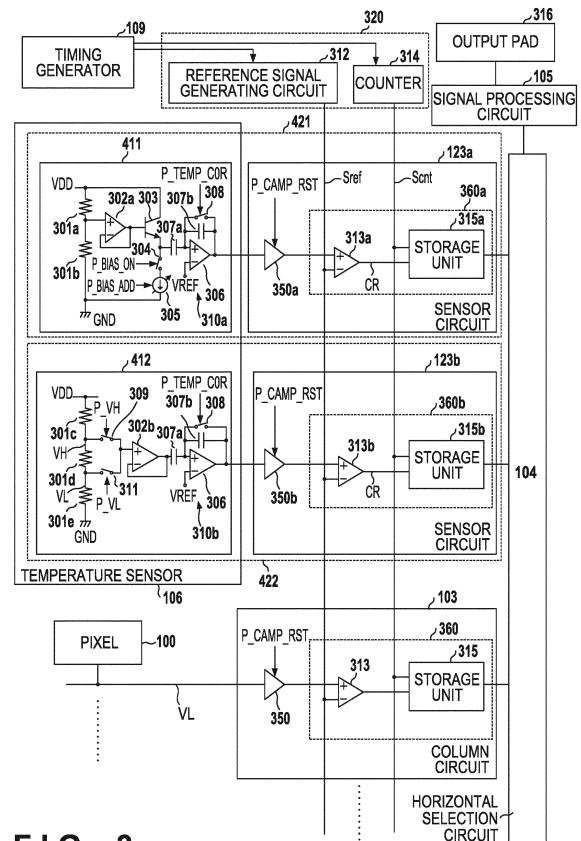 109
TIMING
GENERATOR
320
312
REFERENCE SIGNAL
GENERATING CIRCUIT
314
COUNTER
316
OUTPUT PAD
105
SIGNAL PROCESSING
CIRCUIT
421
411
VDD
301a
302a
303
301b
304
P_BIAS_ON
P_BIAS_ADD
305
GND
P_TEMP_COR
307b
308
307a
306
VREF
310a
Sref
Scnt
123a
P_CAMP_RST
350a
360a
313a
CR
315a
STORAGE
UNIT
SENSOR
CIRCUIT
412
VDD
P_VH
309
301c
302b
VH
301d
VL
311
301e
P_VL
GND
P_TEMP_COR
307b
308
307a
306
VREF
310b
123b
P_CAMP_RST
350b
360b
313b
CR
315b
STORAGE
UNIT
SENSOR
CIRCUIT
104
TEMPERATURE SENSOR
106
422
PIXEL
100
VL
103
P_CAMP_RST
350
360
313
315
STORAGE
UNIT
COLUMN
CIRCUIT
HORIZONTAL
SELECTION
CIRCUIT